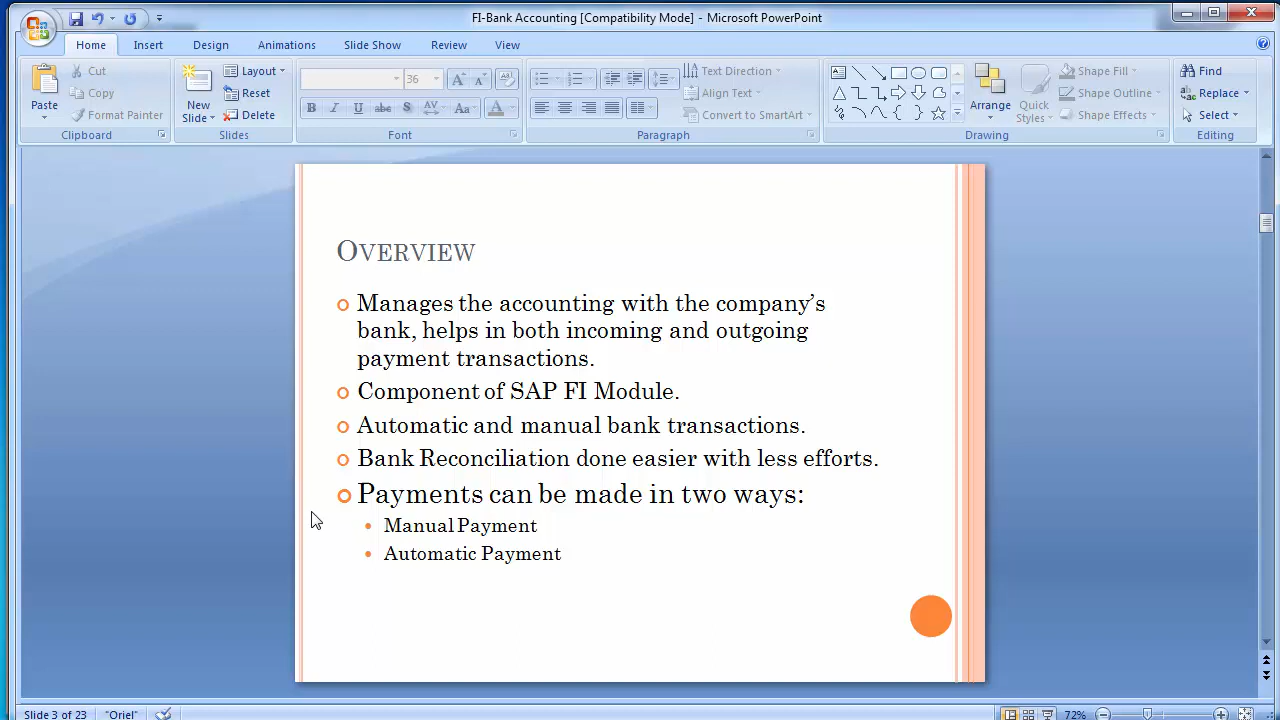 FI-Bank Accounting [Compatibility Mode] - Microsoft PowerPoint
Home Insert Design Animations Slide Show Review View
Paste
Cut
Copy
Format Painter
Clipboard
New Slide
Layout
Reset
Delete
Slides
36
B I U abc S AV Aa A
Font
Text Direction
Align Text
Convert to SmartArt
Paragraph
Arrange
Quick Styles
Shape Fill
Shape Outline
Shape Effects
Drawing
Find
Replace
Select
Editing
OVERVIEW
Manages the accounting with the company’s
bank, helps in both incoming and outgoing
payment transactions.
Component of SAP FI Module.
Automatic and manual bank transactions.
Bank Reconciliation done easier with less efforts.
Payments can be made in two ways:
Manual Payment
Automatic Payment
Slide 3 of 23 "Oriel" 72%